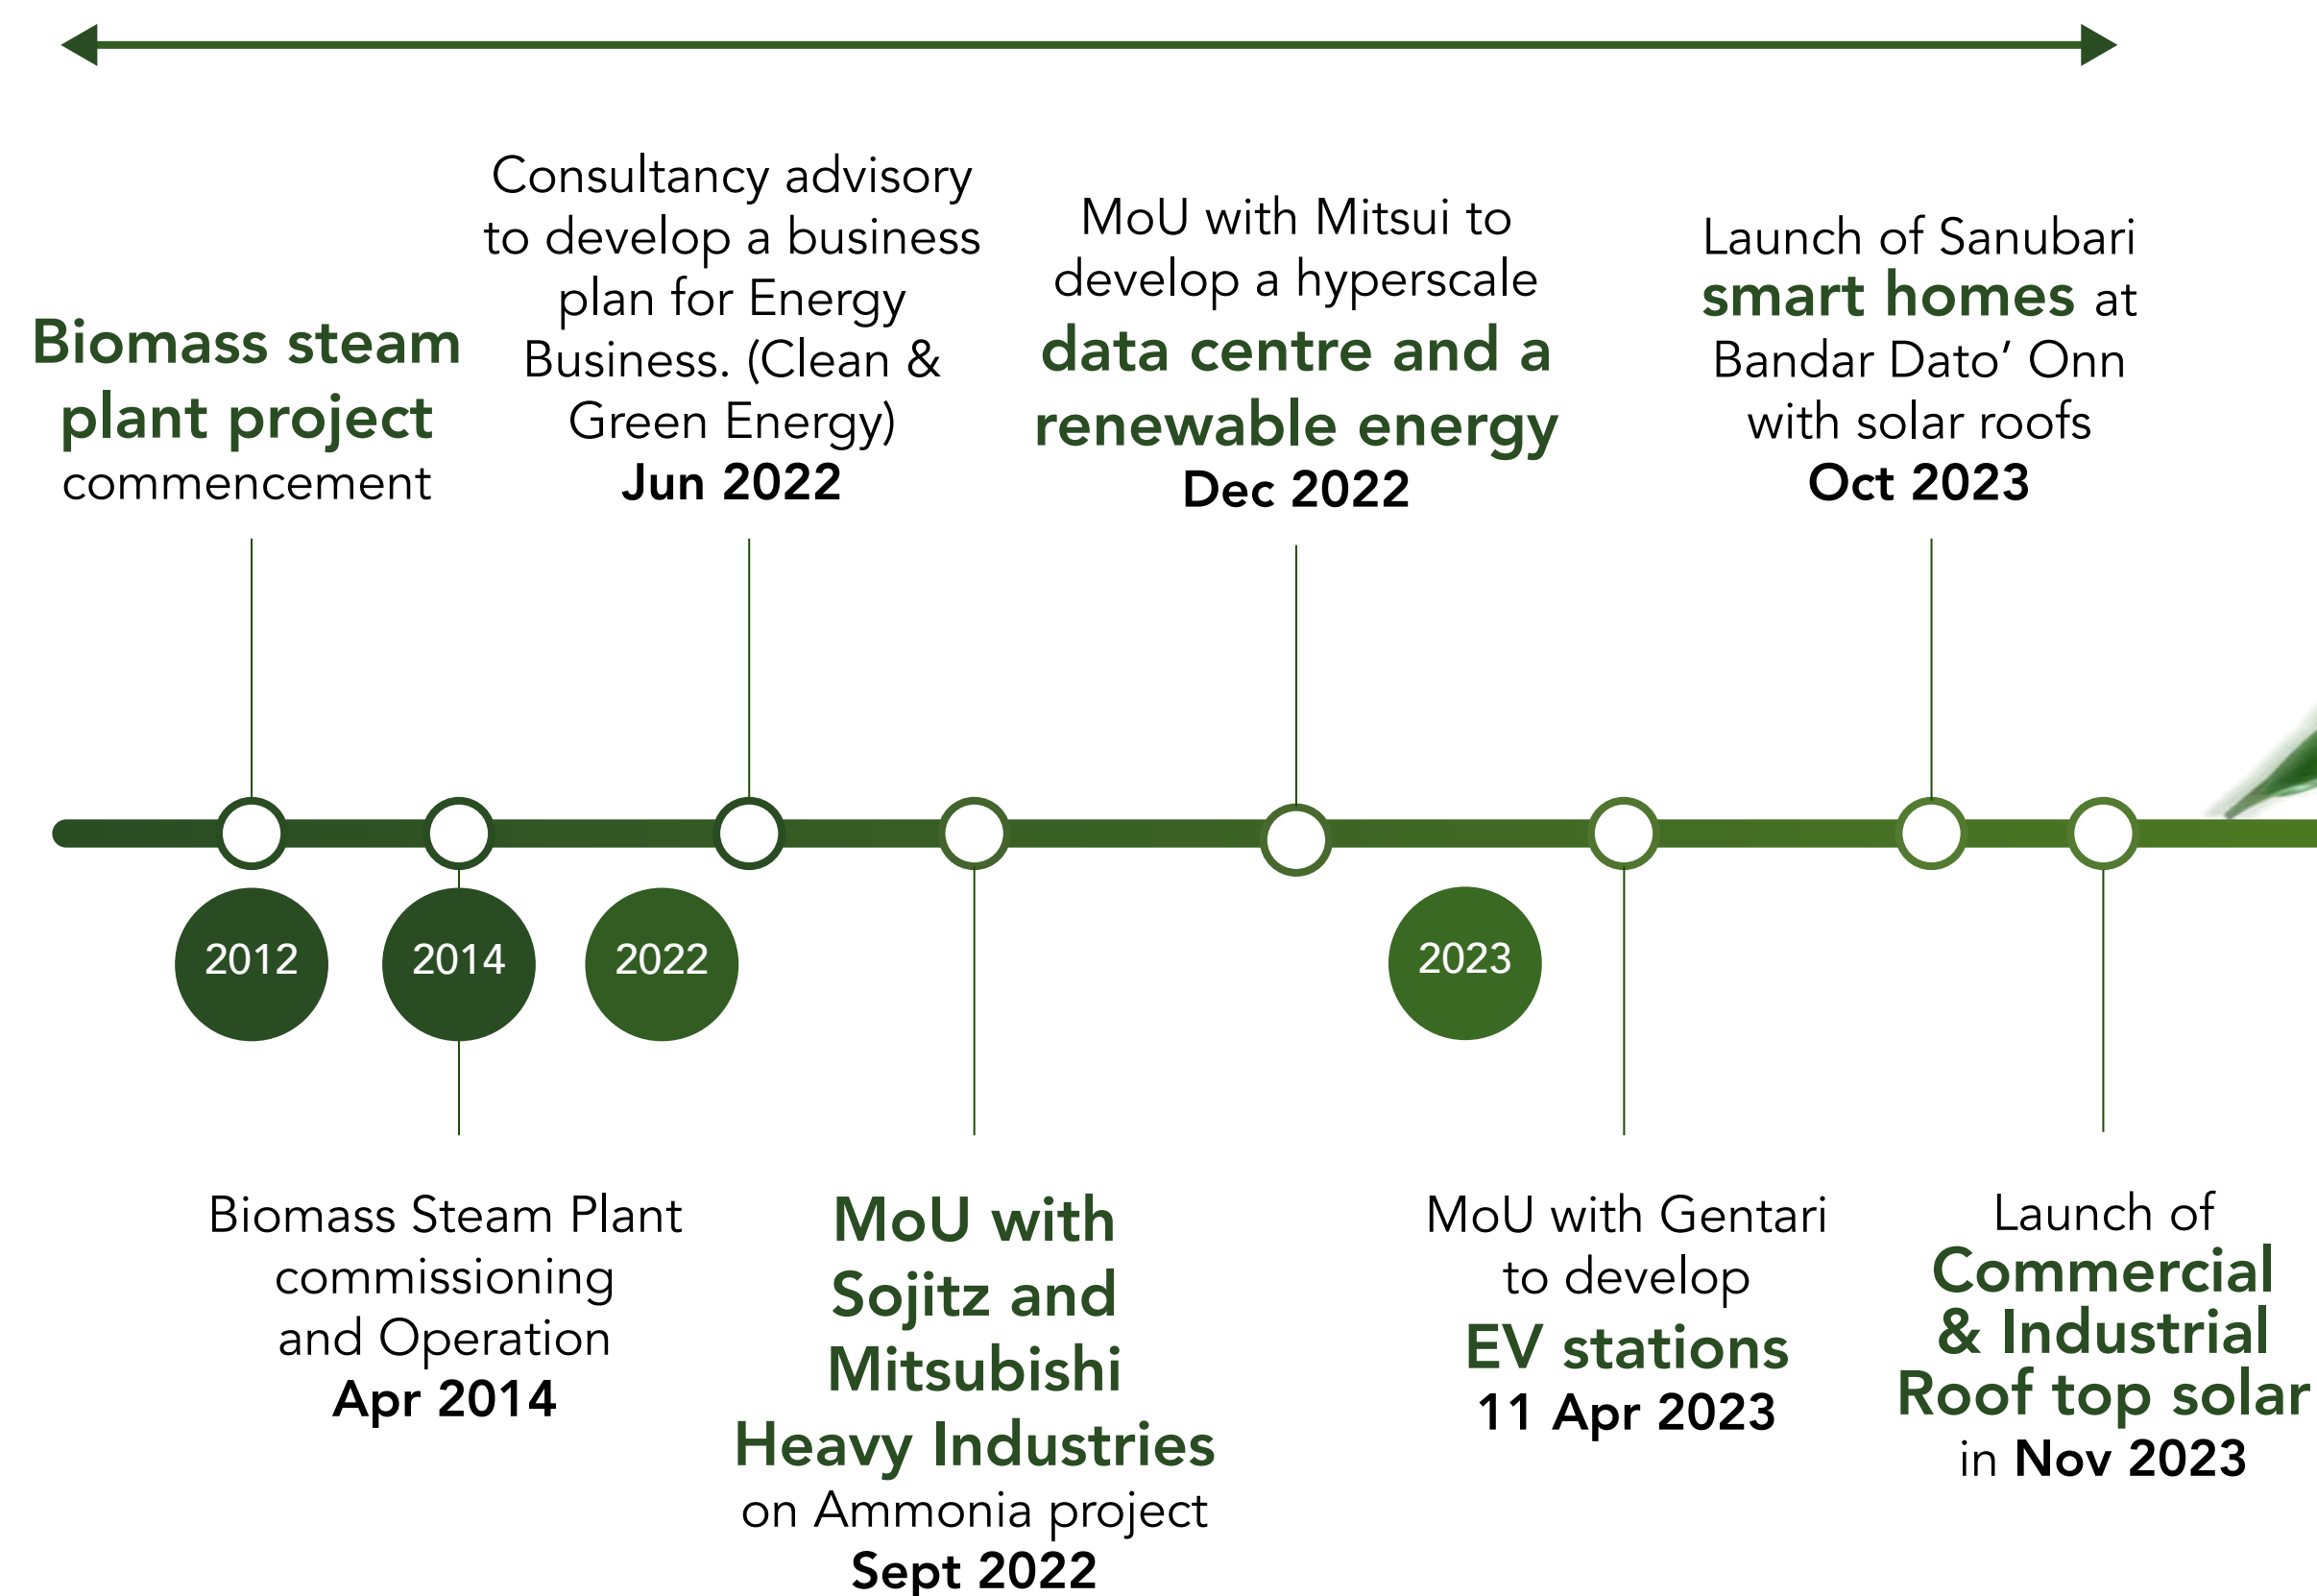 Biomass steam
plant project
commencement
Consultancy advisory
to develop a business
plan for Energy
Business. (Clean &
Green Energy)
Jun 2022
MoU with Mitsui to
develop a hyperscale
data centre and a
renewable energy
Dec 2022
Launch of Sanubari
smart homes at
Bandar Dato’ Onn
with solar roofs
Oct 2023
2012
2014
2022
2023
Biomass Steam Plant
commissioning
and Operation
Apr 2014
MoU with
Sojitz and
Mitsubishi
Heavy Industries
on Ammonia project
Sept 2022
MoU with Gentari
to develop
EV stations
11 Apr 2023
Launch of
Commercial
& Industrial
Roof top solar
in Nov 2023